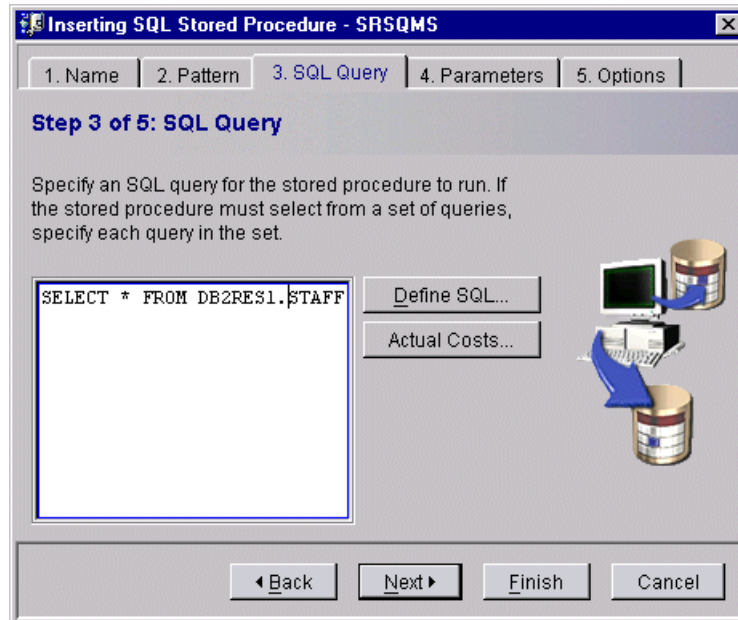 Inserting SQL Stored Procedure - SRSQMS
1. Name 2. Pattern 3. SQL Query 4. Parameters 5. Options
Step 3 of 5: SQL Query
Specify an SQL query for the stored procedure to run. If
the stored procedure must select from a set of queries,
specify each query in the set.
SELECT * FROM DB2RES1.STAFF
Define SQL...
Actual Costs...
Back Next Finish Cancel